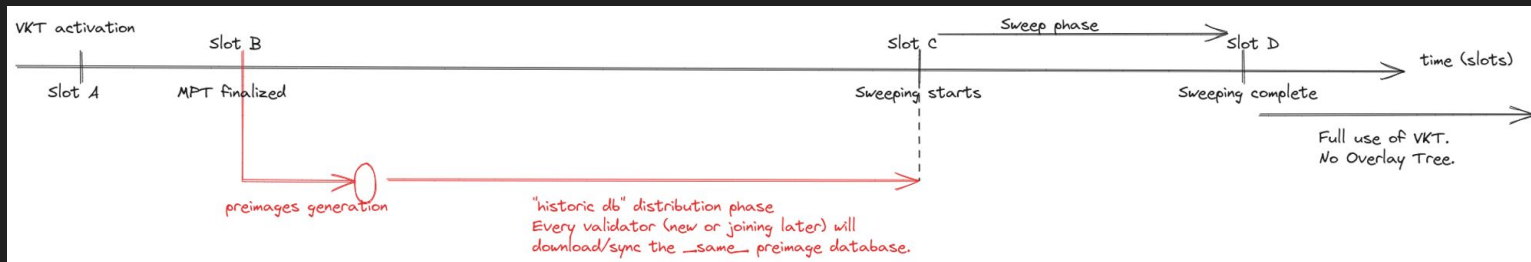 VKT activation
Slot A
Slot B
MPT finalized
preimages generation
"historic db" distribution phase
Every validator (new or joining later) will
download/sync the _same_ preimage database.
Slot C
Sweeping starts
Sweep phase
Slot D
Sweeping complete
time (slots)
Full use of VKT.
No Overlay Tree.